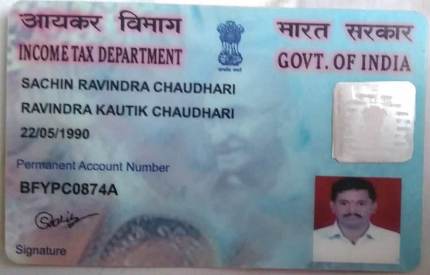 आयकर विभाग
भारत सरकार
INCOME TAX DEPARTMENT
GOVT. OF INDIA
SACHIN RAVINDRA CHAUDHARI
RAVINDRA KAUTIK CHAUDHARI
22/05/1990
Permanent Account Number
BFYPC0874A
Signature